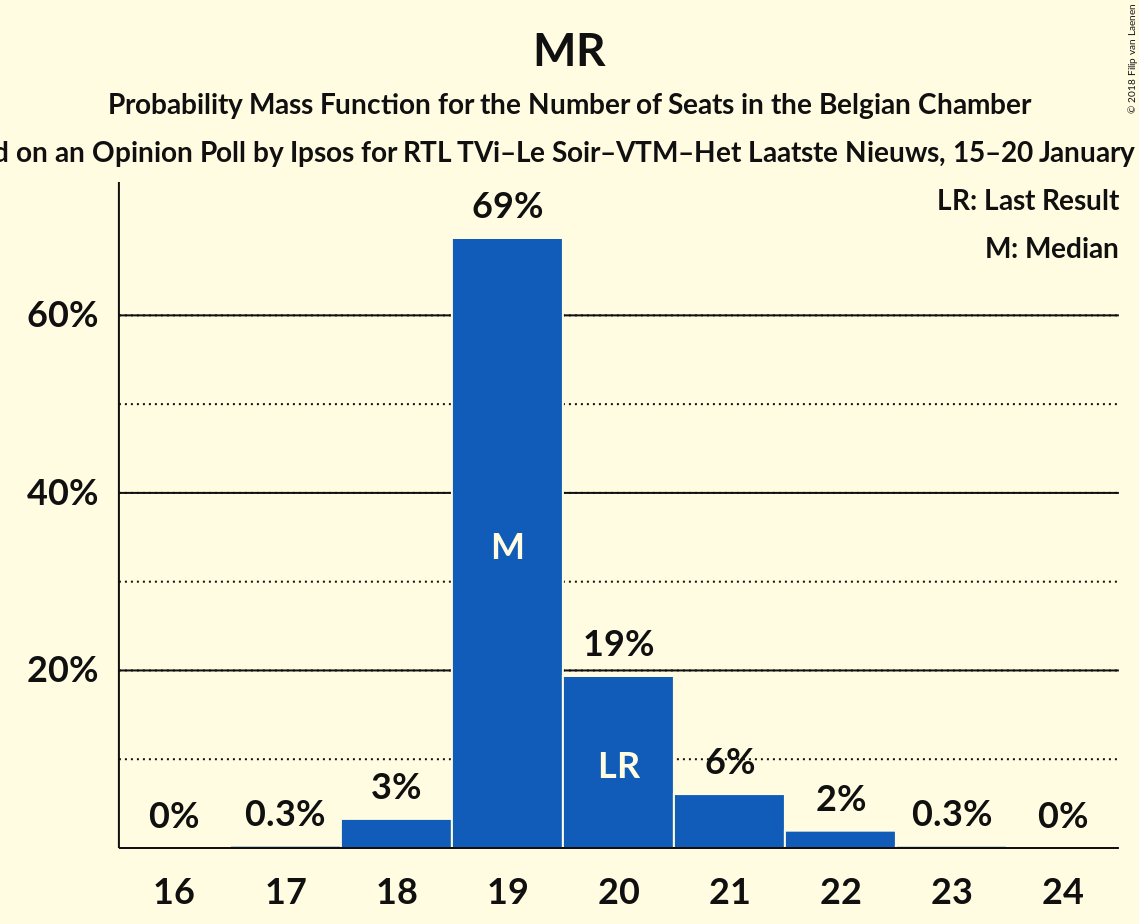 MR
Probability Mass Function for the Number of Seats in the Belgian Chamber
on an Opinion Poll by Ipsos for RTL TVi–Le Soir–VTM–Het Laatste Nieuws, 15–20 January
© 2018 Filip van Laenen
LR: Last Result
M: Median
69%
60%
40%
M
20%
19%
LR
6%
3%
2%
0%
0.3%
0.3%
0%
16
17
18
19
20
21
22
23
24